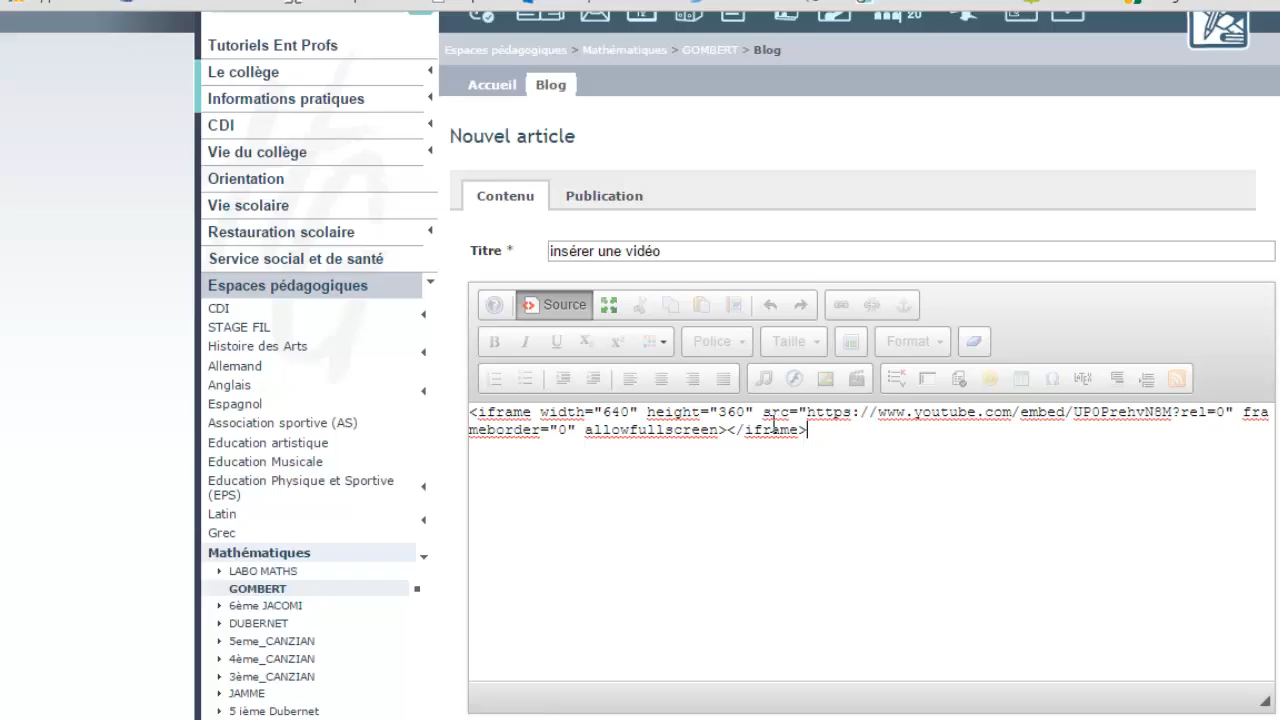 Tutoriels Ent Profs
Le collège
Informations pratiques
CDI
Vie du collège
Orientation
Vie scolaire
Restauration scolaire
Service social et de santé
Espaces pédagogiques
CDI
STAGE FIL
Histoire des Arts
Allemand
Anglais
Espagnol
Association sportive (AS)
Education artistique
Education Musicale
Education Physique et Sportive
(EPS)
Latin
Grec
Mathématiques
LABO MATHS
GOMBERT
6ème JACOMI
DUBERNET
5eme_CANZIAN
4ème_CANZIAN
3ème_CANZIAN
JAMME
5 ième Dubernet
20
Espaces pédagogiques > Mathématiques > GOMBERT > Blog
Accueil Blog
Nouvel article
Contenu Publication
Titre * insérer une vidéo
Source
B I U X₂ x² Police Taille Format
<iframe width="640" height="360" src="https://www.youtube.com/embed/UP0PrehvN8M?rel=0" fra
meborder="0" allowfullscreen></iframe>